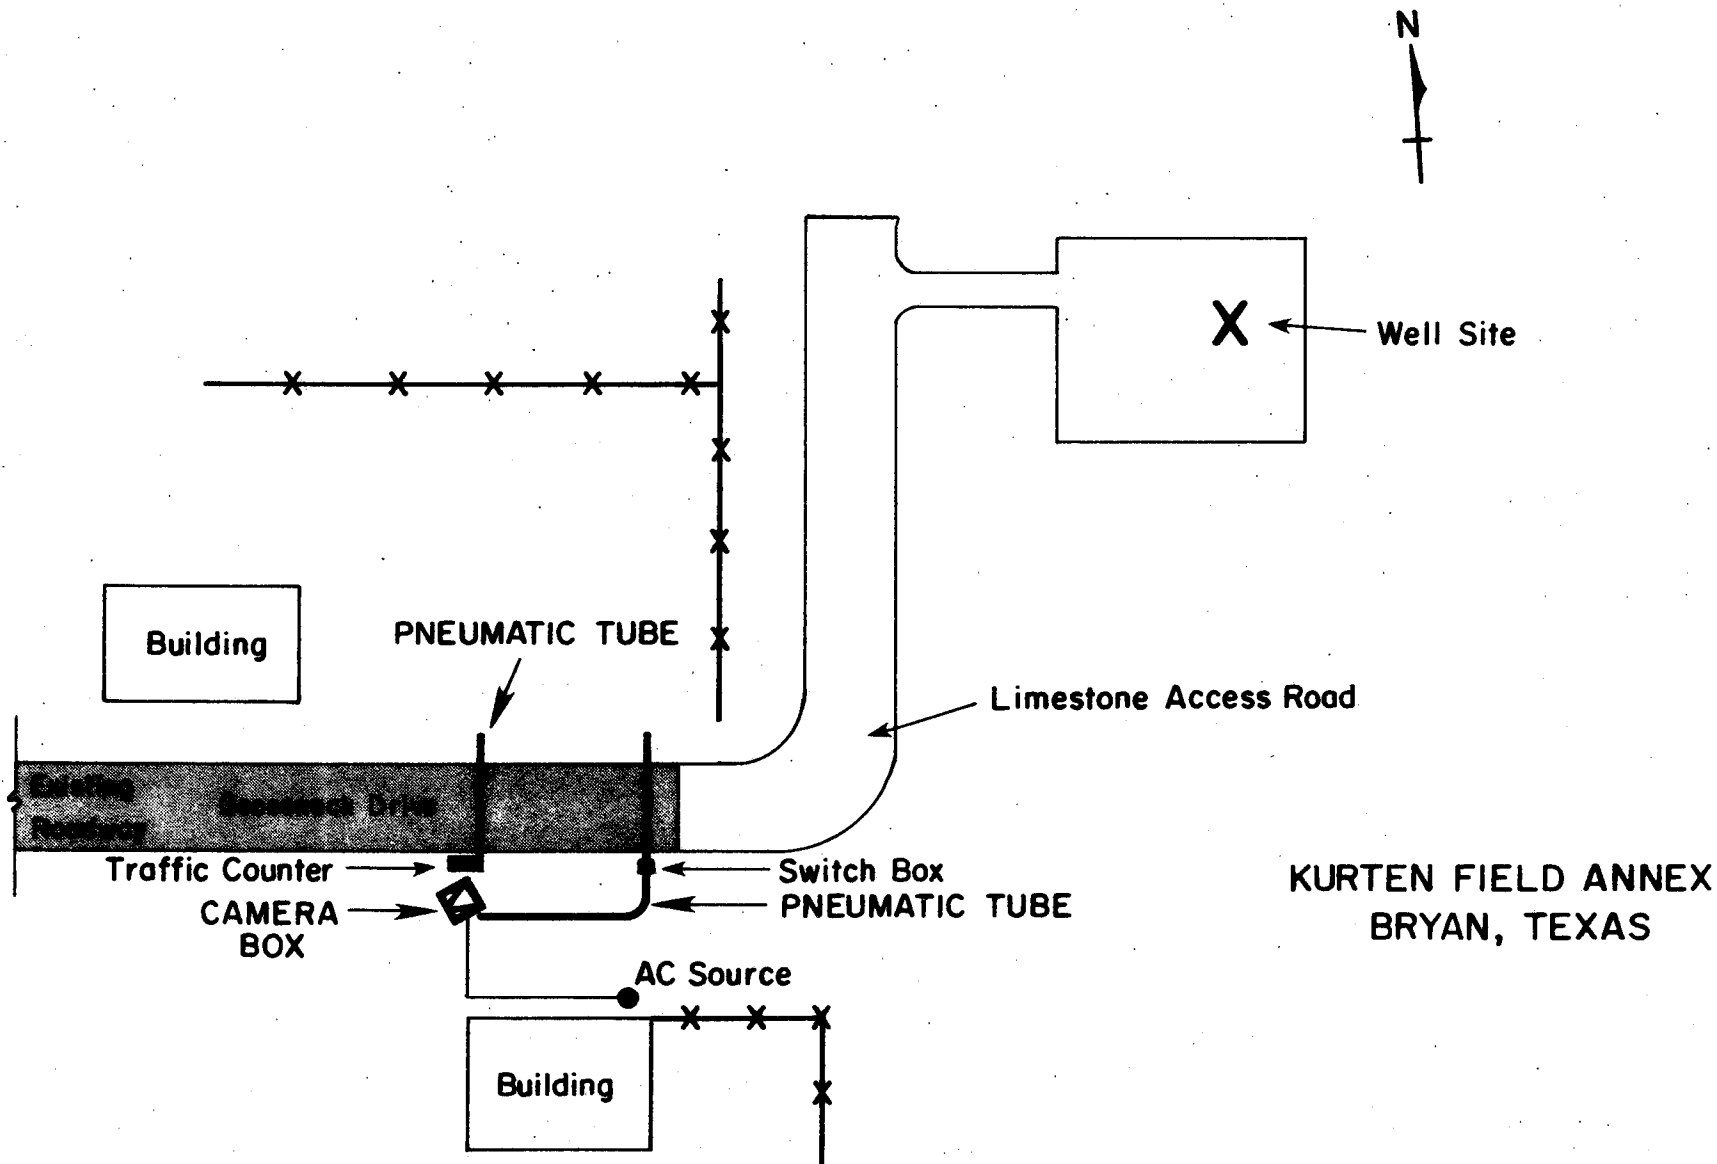 N
Well Site
Building
PNEUMATIC TUBE
Limestone Access Road
Existing
Roadway
Drive
Traffic Counter
Switch Box
CAMERA
BOX
PNEUMATIC TUBE
KURTEN FIELD ANNEX
BRYAN, TEXAS
AC Source
Building